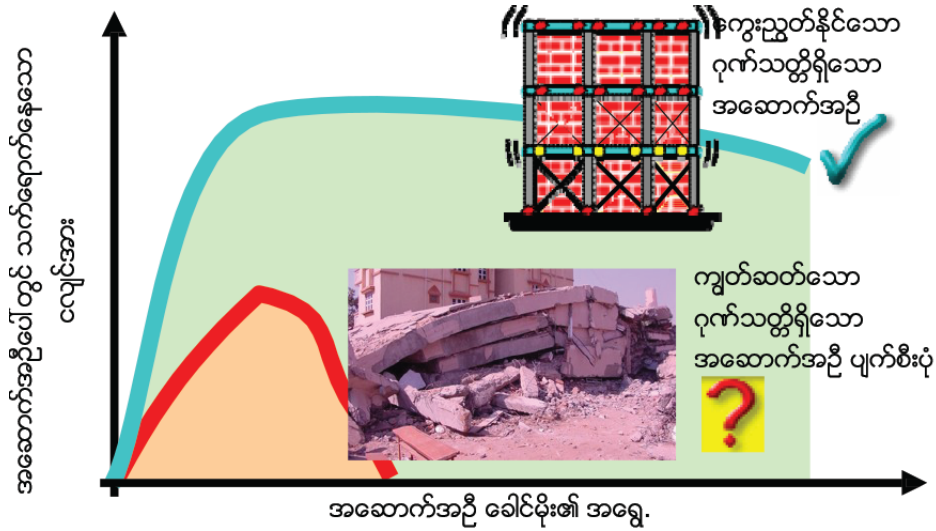 ကွေးညွှတ်နိုင်သော
ဂုဏ်သတ္တိရှိသော
အဆောက်အဦ
အဆောက်အဦပေါ်တွင် သက်ရောက်နေသော
ငလျင်အား
ကျွတ်ဆတ်သော
ဂုဏ်သတ္တိရှိသော
အဆောက်အဦ ပျက်စီးပုံ
?
အဆောက်အဦ ခေါင်မိုး၏ အရွေ့